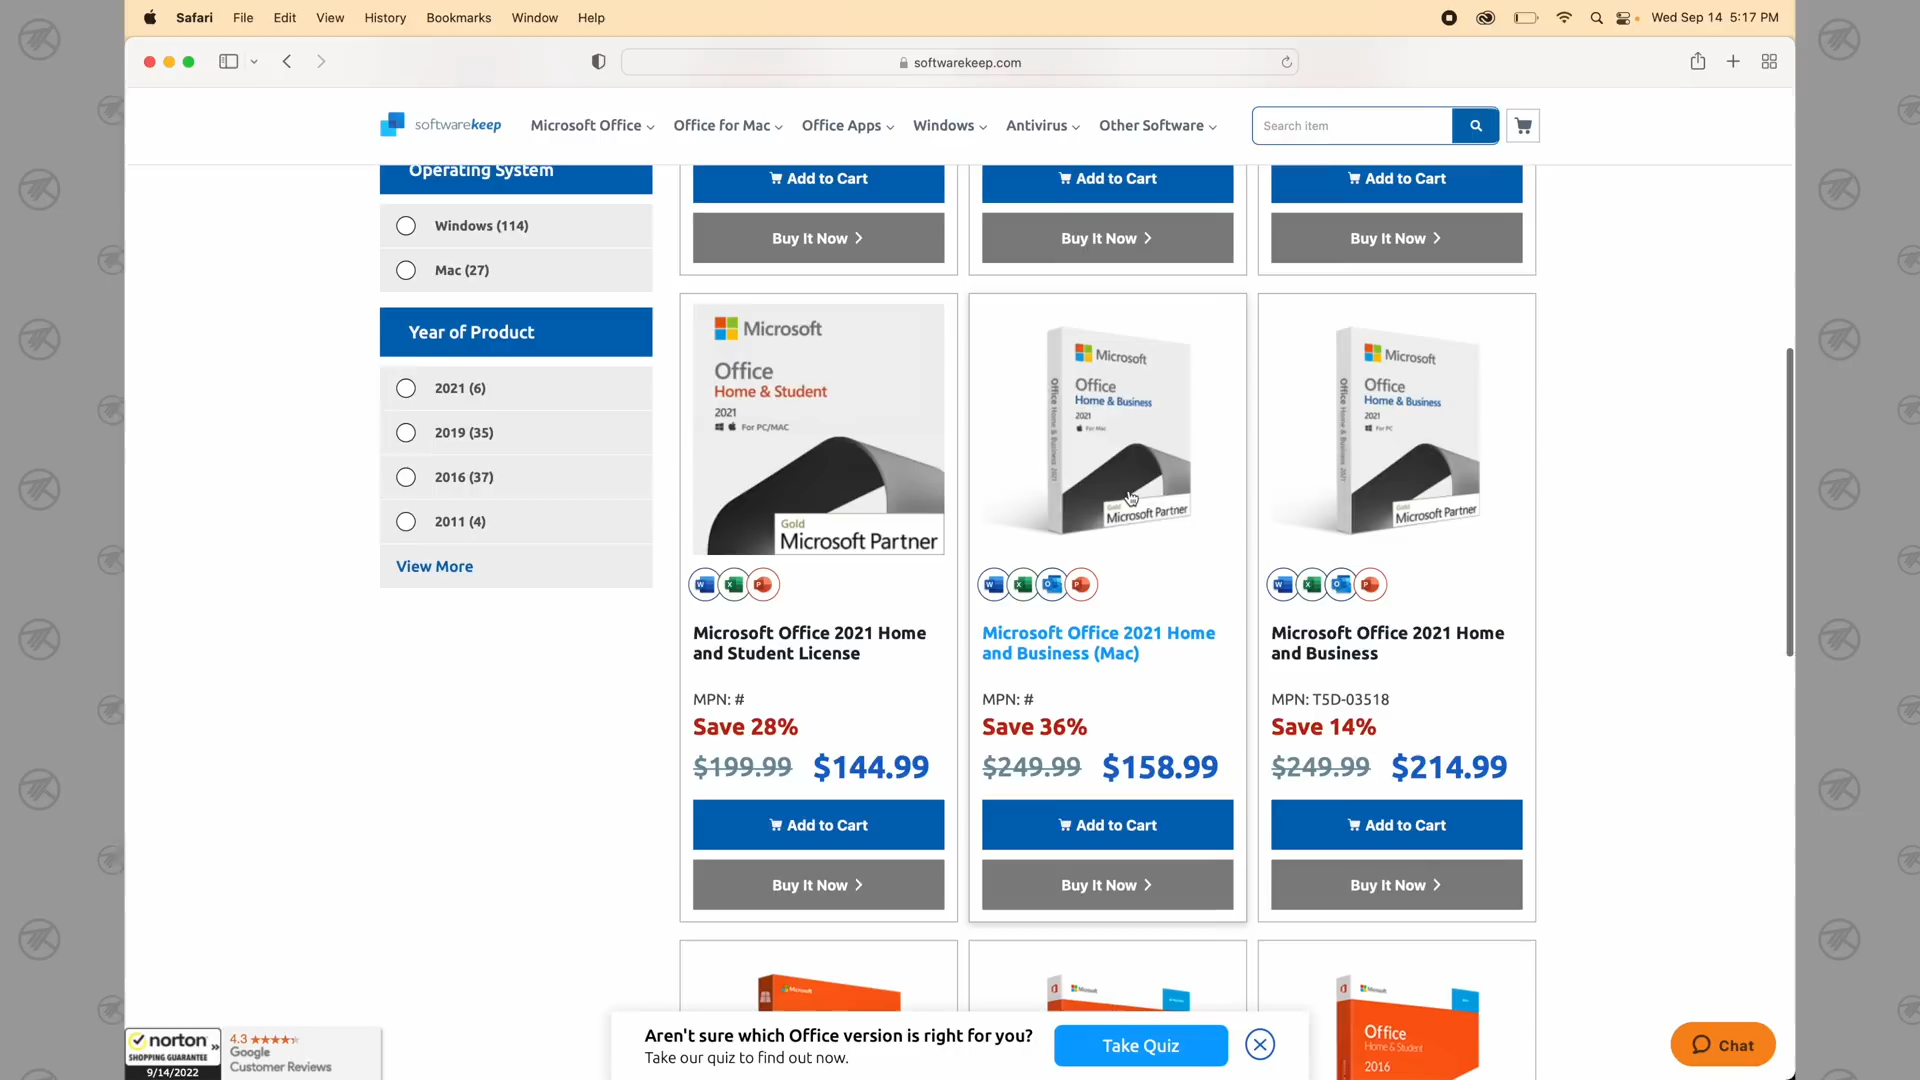 Safari File Edit View History Bookmarks Window Help
Wed Sep 14 5:17 PM
softwarekeep.com
softwarekeep
Microsoft Office Office for Mac Office Apps Windows Antivirus Other Software
Search item
Operating System
Windows (114)
Mac (27)
Year of Product
2021 (6)
2019 (35)
2016 (37)
2011 (4)
View More
Add to Cart
Buy It Now
Add to Cart
Buy It Now
Add to Cart
Buy It Now
Microsoft
Office
Home & Student
2021
For PC/MAC
Gold
Microsoft Partner
Microsoft Office 2021 Home
and Student License
MPN: #
Save 28%
$199.99 $144.99
Add to Cart
Buy It Now
Microsoft
Office
Home & Business
2021
For Mac
Office Home & Business 2021
Gold
Microsoft Partner
Microsoft Office 2021 Home
and Business (Mac)
MPN: #
Save 36%
$249.99 $158.99
Add to Cart
Buy It Now
Microsoft
Office
Home & Business
2021
For PC
Office Home & Business 2021
Gold
Microsoft Partner
Microsoft Office 2021 Home
and Business
MPN: T5D-03518
Save 14%
$249.99 $214.99
Add to Cart
Buy It Now
Microsoft
Microsoft
Microsoft
Office
Home & Student
2016
Aren't sure which Office version is right for you?
Take our quiz to find out now.
Take Quiz
Chat
norton
SHOPPING GUARANTEE
9/14/2022
4.3
Google
Customer Reviews